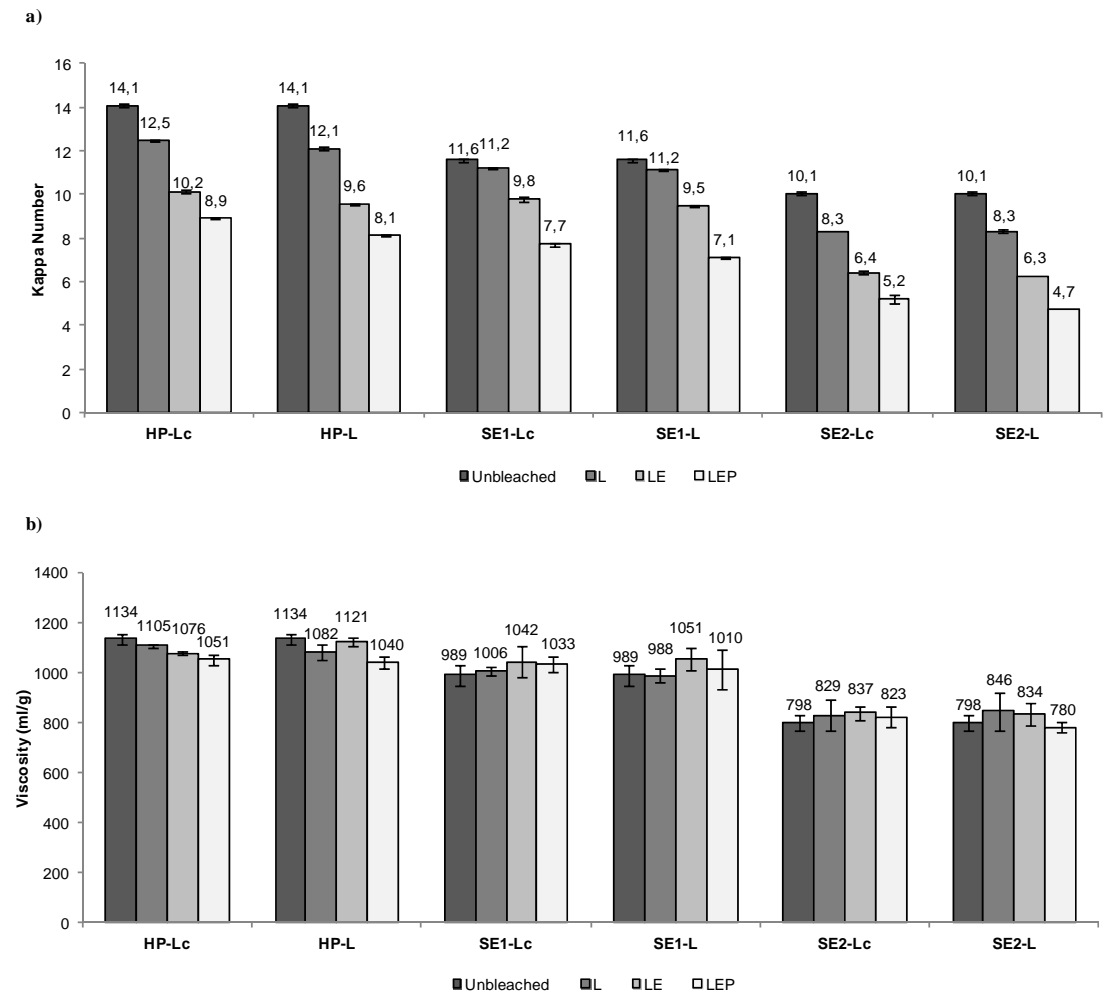 a)
16
14
12
10
8
6
4
2
0
Kappa Number
14,1 12,5 10,2 8,9
14,1 12,1 9,6 8,1
11,6 11,2 9,8 7,7
11,6 11,2 9,5 7,1
10,1 8,3 6,4 5,2
10,1 8,3 6,3 4,7
HP-Lc HP-L SE1-Lc SE1-L SE2-Lc SE2-L
Unbleached L LE LEP
b)
1400
1200
1000
800
600
400
200
0
Viscosity (ml/g)
1134 1105 1076 1051
1134 1082 1121 1040
989 1006 1042 1033
989 988 1051 1010
798 829 837 823
798 846 834 780
HP-Lc HP-L SE1-Lc SE1-L SE2-Lc SE2-L
Unbleached L LE LEP